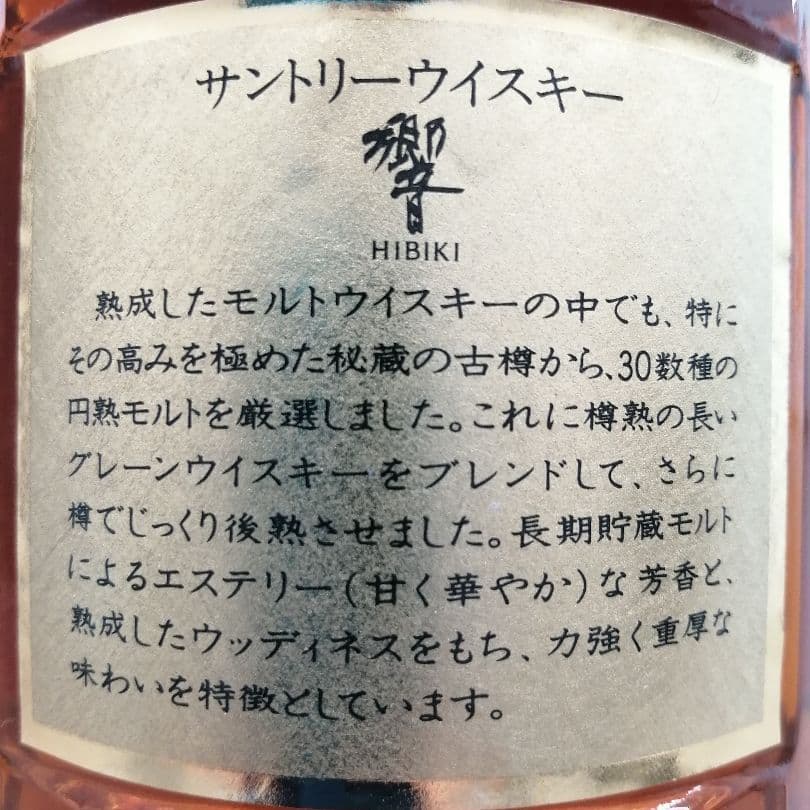 サントリーウイスキー
響
HIBIKI
熟成したモルトウイスキーの中でも、特に
その高みを極めた秘蔵の古樽から、30数種の
円熟モルトを厳選しました。これに樽熟の長い
グレーンウイスキーをブレンドして、さらに
樽でじっくり後熟させました。長期貯蔵モルト
によるエステリー(甘く華やか)な芳香と、
熟成したウッディネスをもち、力強く重厚な
味わいを特徴としています。